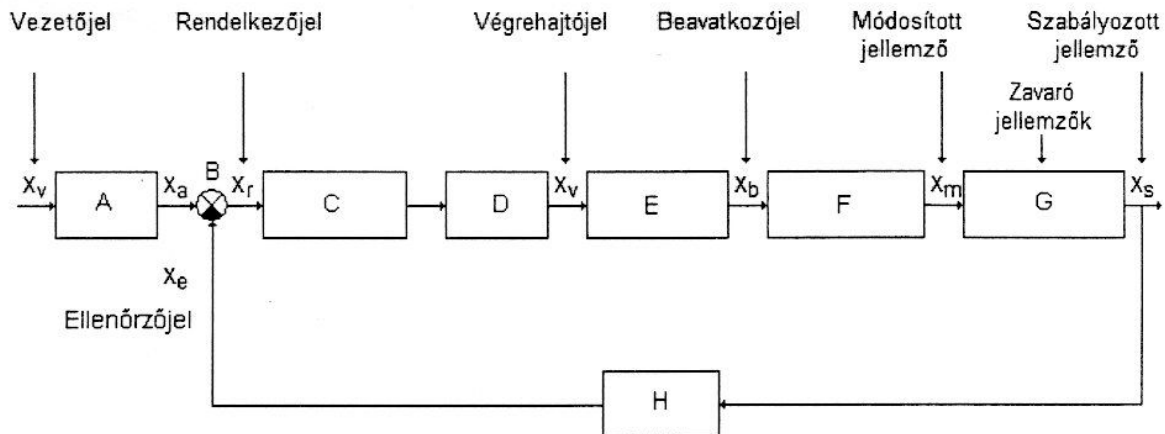 Vezetőjel
Rendelkezőjel
Végrehajtójel
Beavatkozójel
Módosított
jellemző
Szabályozott
jellemző
Zavaró
jellemzők
Xv
A
Xa
B
Xr
C
D
Xv
E
Xb
F
Xm
G
Xs
Xe
Ellenőrzőjel
H